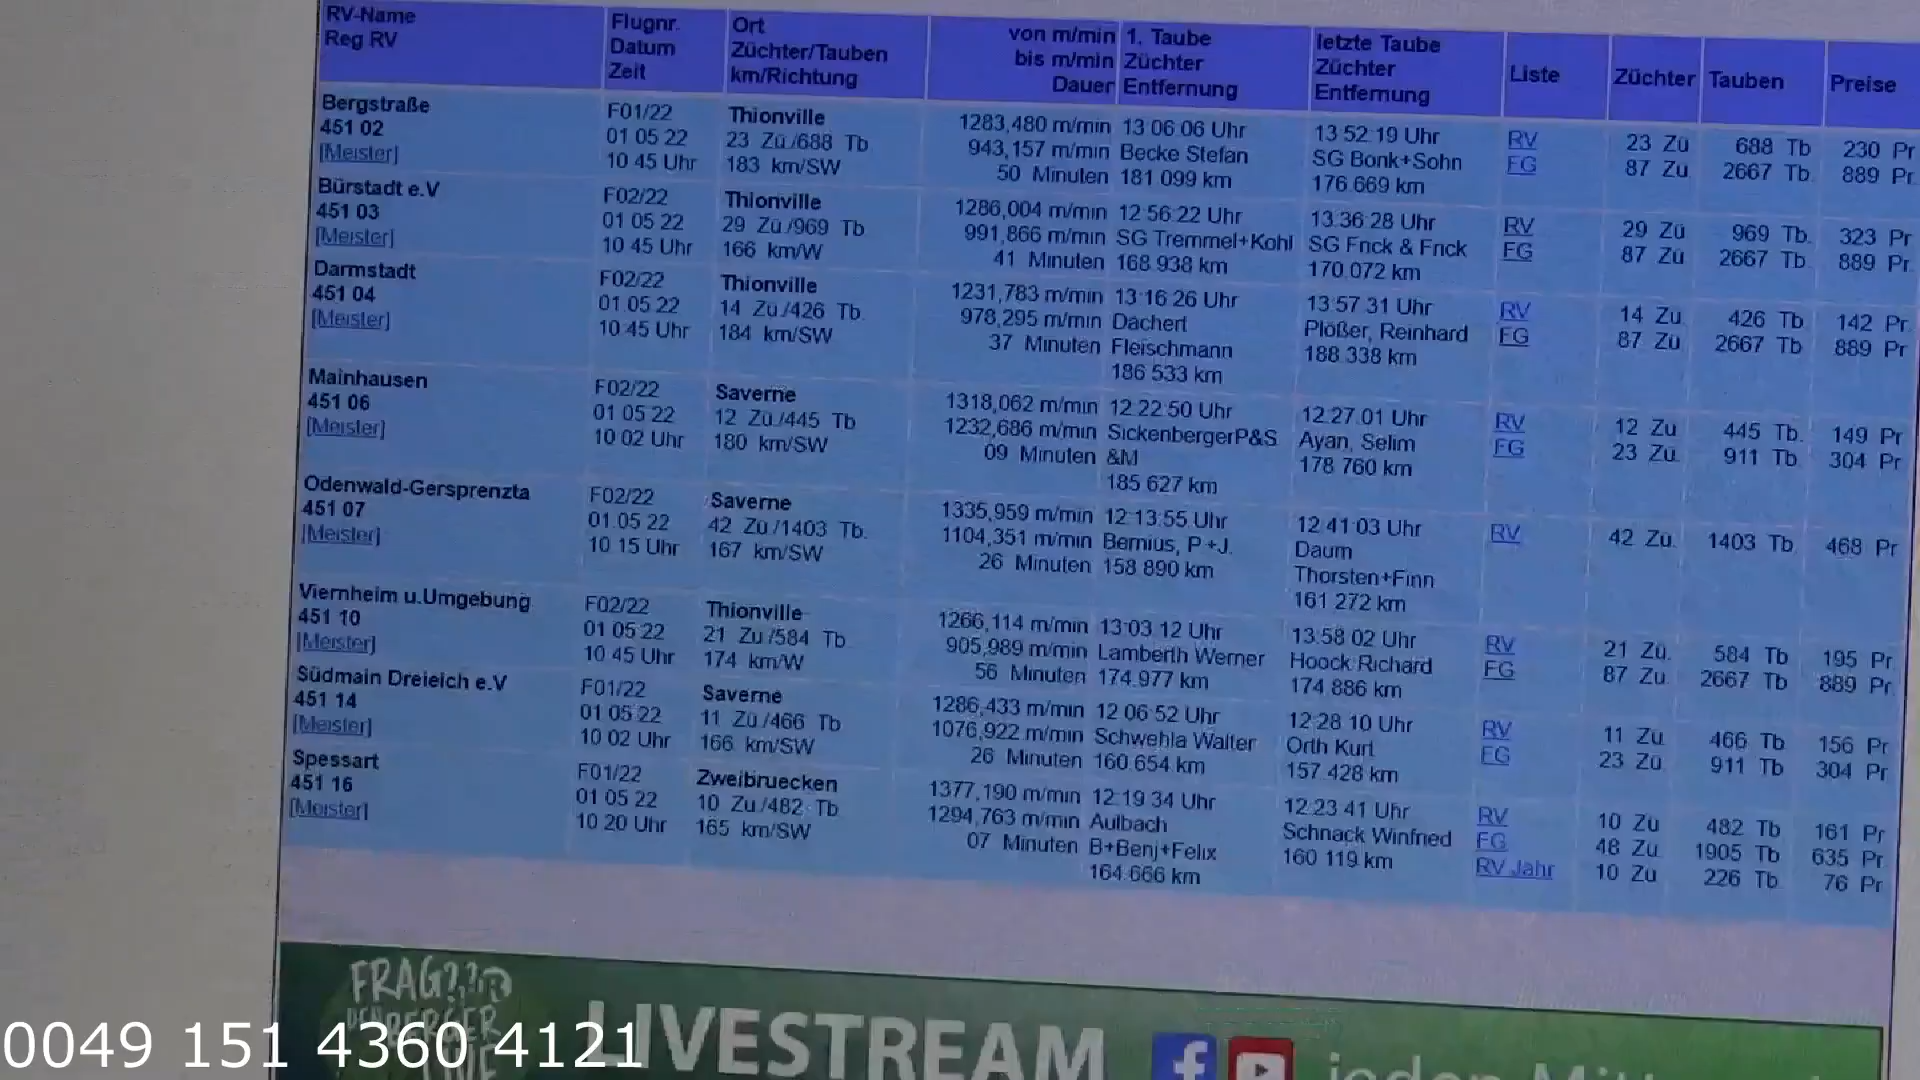 RV-Name
Reg RV
Flugnr.
Datum
Zeit
Ort
Züchter/Tauben
km/Richtung
von m/min
bis m/min
Dauer
1. Taube
Züchter
Entfernung
letzte Taube
Züchter
Entfernung
Liste
Züchter
Tauben
Preise
Bergstraße
451 02
[Meister]
F01/22
01 05 22
10 45 Uhr
Thionville
23 Zü./688 Tb
183 km/SW
1283,480 m/min
943,157 m/min
50 Minuten
13 06 06 Uhr
Becke Stefan
181 099 km
13 52 19 Uhr
SG Bonk+Sohn
176 669 km
RV
FG
23 Zü
87 Zü
688 Tb
2667 Tb
230 Pr
889 Pr.
Bürstadt e.V
451 03
[Meister]
F02/22
01 05 22
10 45 Uhr
Thionville
29 Zü./969 Tb
166 km/W
1286,004 m/min
991,866 m/min
41 Minuten
12 56 22 Uhr
SG Tremmel+Kohl
168 938 km
13 36 28 Uhr
SG Frick & Frick
170 072 km
RV
FG
29 Zü
87 Zü
969 Tb.
2667 Tb.
323 Pr
889 Pr.
Darmstadt
451 04
[Meister]
F02/22
01 05 22
10 45 Uhr
Thionville
14 Zü./426 Tb.
184 km/SW
1231,783 m/min
978,295 m/min
37 Minuten
13 16 26 Uhr
Dächert
Fleischmann
186 533 km
13 57 31 Uhr
Plößer, Reinhard
188 338 km
RV
FG
14 Zü
87 Zü
426 Tb
2667 Tb
142 Pr.
889 Pr
Mainhausen
451 06
[Meister]
F02/22
01 05 22
10 02 Uhr
Saverne
12 Zü./445 Tb
180 km/SW
1318,062 m/min
1232,686 m/min
09 Minuten
12:22:50 Uhr
SickenbergerP&S
&M
185 627 km
12:27:01 Uhr
Ayan, Selim
178 760 km
RV
FG
12 Zü
23 Zü.
445 Tb.
911 Tb.
149 Pr
304 Pr
Odenwald-Gersprenzta
451 07
[Meister]
F02/22
01.05 22
10 15 Uhr
Saverne
42 Zü/1403 Tb.
167 km/SW
1335,959 m/min
1104,351 m/min
26 Minuten
12:13:55 Uhr
Bernius, P.+J.
158 890 km
12:41 03 Uhr
Daum
Thorsten+Finn
161 272 km
RV
42 Zü.
1403 Tb
468 Pr
Viernheim u.Umgebung
451 10
[Meister]
F02/22
01 05 22
10 45 Uhr
Thionville
21 Zü./584 Tb.
174 km/W
1266,114 m/min
905,989 m/min
56 Minuten
13:03 12 Uhr
Lamberth Werner
174.977 km
13:58 02 Uhr
Hoock Richard
174 886 km
RV
FG
21 Zü.
87 Zü.
584 Tb
2667 Tb
195 Pr.
889 Pr.
Südmain Dreieich e.V
451 14
[Meister]
F01/22
01 05 22
10 02 Uhr
Saverne
11 Zü./466 Tb
166 km/SW
1286,433 m/min
1076,922 m/min
26 Minuten
12 06 52 Uhr
Schwehla Walter
160.654 km
12:28 10 Uhr
Orth Kurt
157 428 km
RV
FG
11 Zü
23 Zü
466 Tb
911 Tb
156 Pr
304 Pr
Spessart
451 16
[Meister]
F01/22
01 05 22
10 20 Uhr
Zweibruecken
10 Zü./482 Tb
165 km/SW
1377,190 m/min
1294,763 m/min
07 Minuten
12:19 34 Uhr
Aulbach
B+Benj+Felix
164.666 km
12:23 41 Uhr
Schnack Winfried
160 119 km
RV
FG
RV Jahr
10 Zü
48 Zü.
10 Zü
482 Tb
1905 Tb
226 Tb.
161 Pr
635 Pr.
76 Pr
FRAG
LIVESTREAM
jeden
0049 151 4360 4121